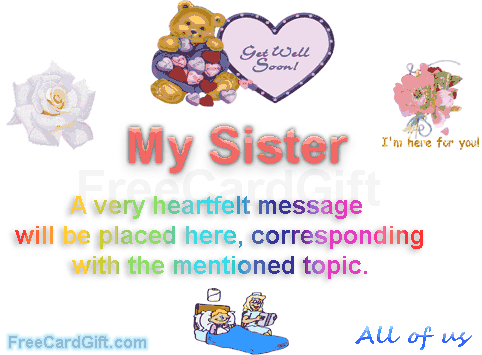 Get Well
Soon!
I'm here for you!
My Sister
FreeCardGift
A very heartfelt message
will be placed here, corresponding
with the mentioned topic.
FreeCardGift.com
All of us